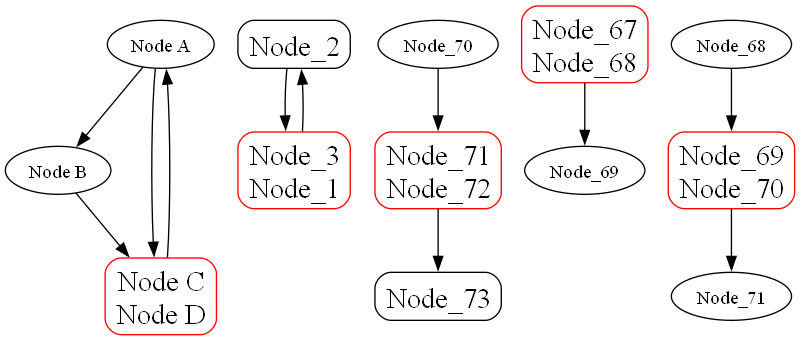 Node A
Node B
Node C
Node D
Node_2
Node_3
Node_1
Node_70
Node_71
Node_72
Node_73
Node_67
Node_68
Node_69
Node_68
Node_69
Node_70
Node_71